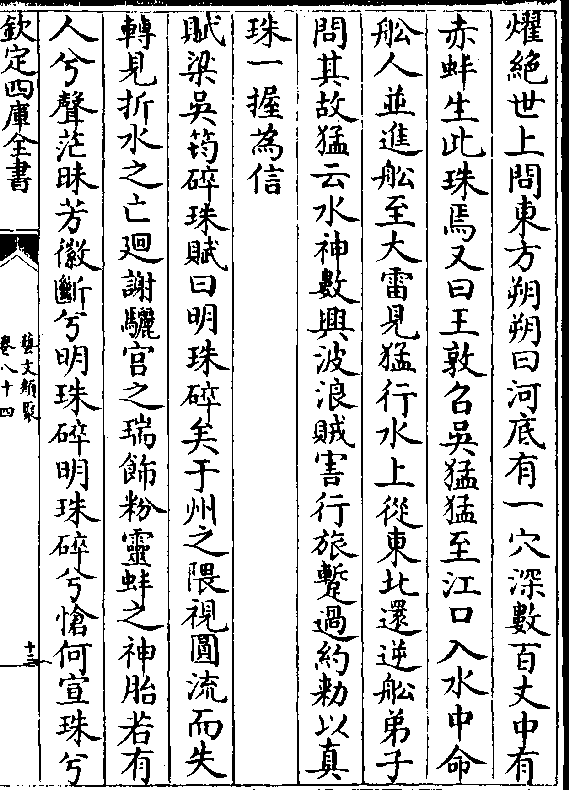 燿絶世上問東方朔朔曰河底有一穴深數百丈中有
赤蚌生此珠焉又曰王敦召吳猛猛至江口入水中命
舩人並進舩至大雷見猛行水上從東北還逆舩弟子
問其故猛云水神數興波浪賊害行旅蹔過約勑以真
珠一握為信
賦梁吳筠碎珠賦曰明珠碎矣于州之隈視圓流而失
轉見折水之亡廻謝驪宫之瑞飾粉靈蚌之神胎若有
人兮聲茫昧芳徽斷兮明珠碎明珠碎兮愴何宣珠兮
欽定四庫全書
藝文類聚
卷八十四
十三